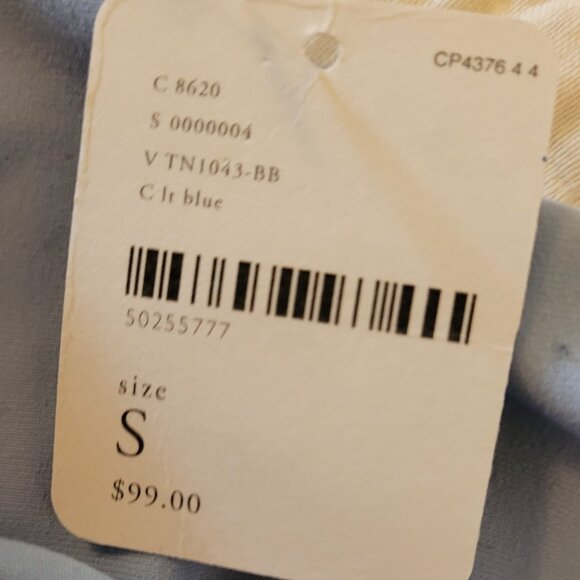 CP4376 4 4
C 8620
S 0000004
V TN1043-BB
C lt blue
50255777
size
S
$99.00